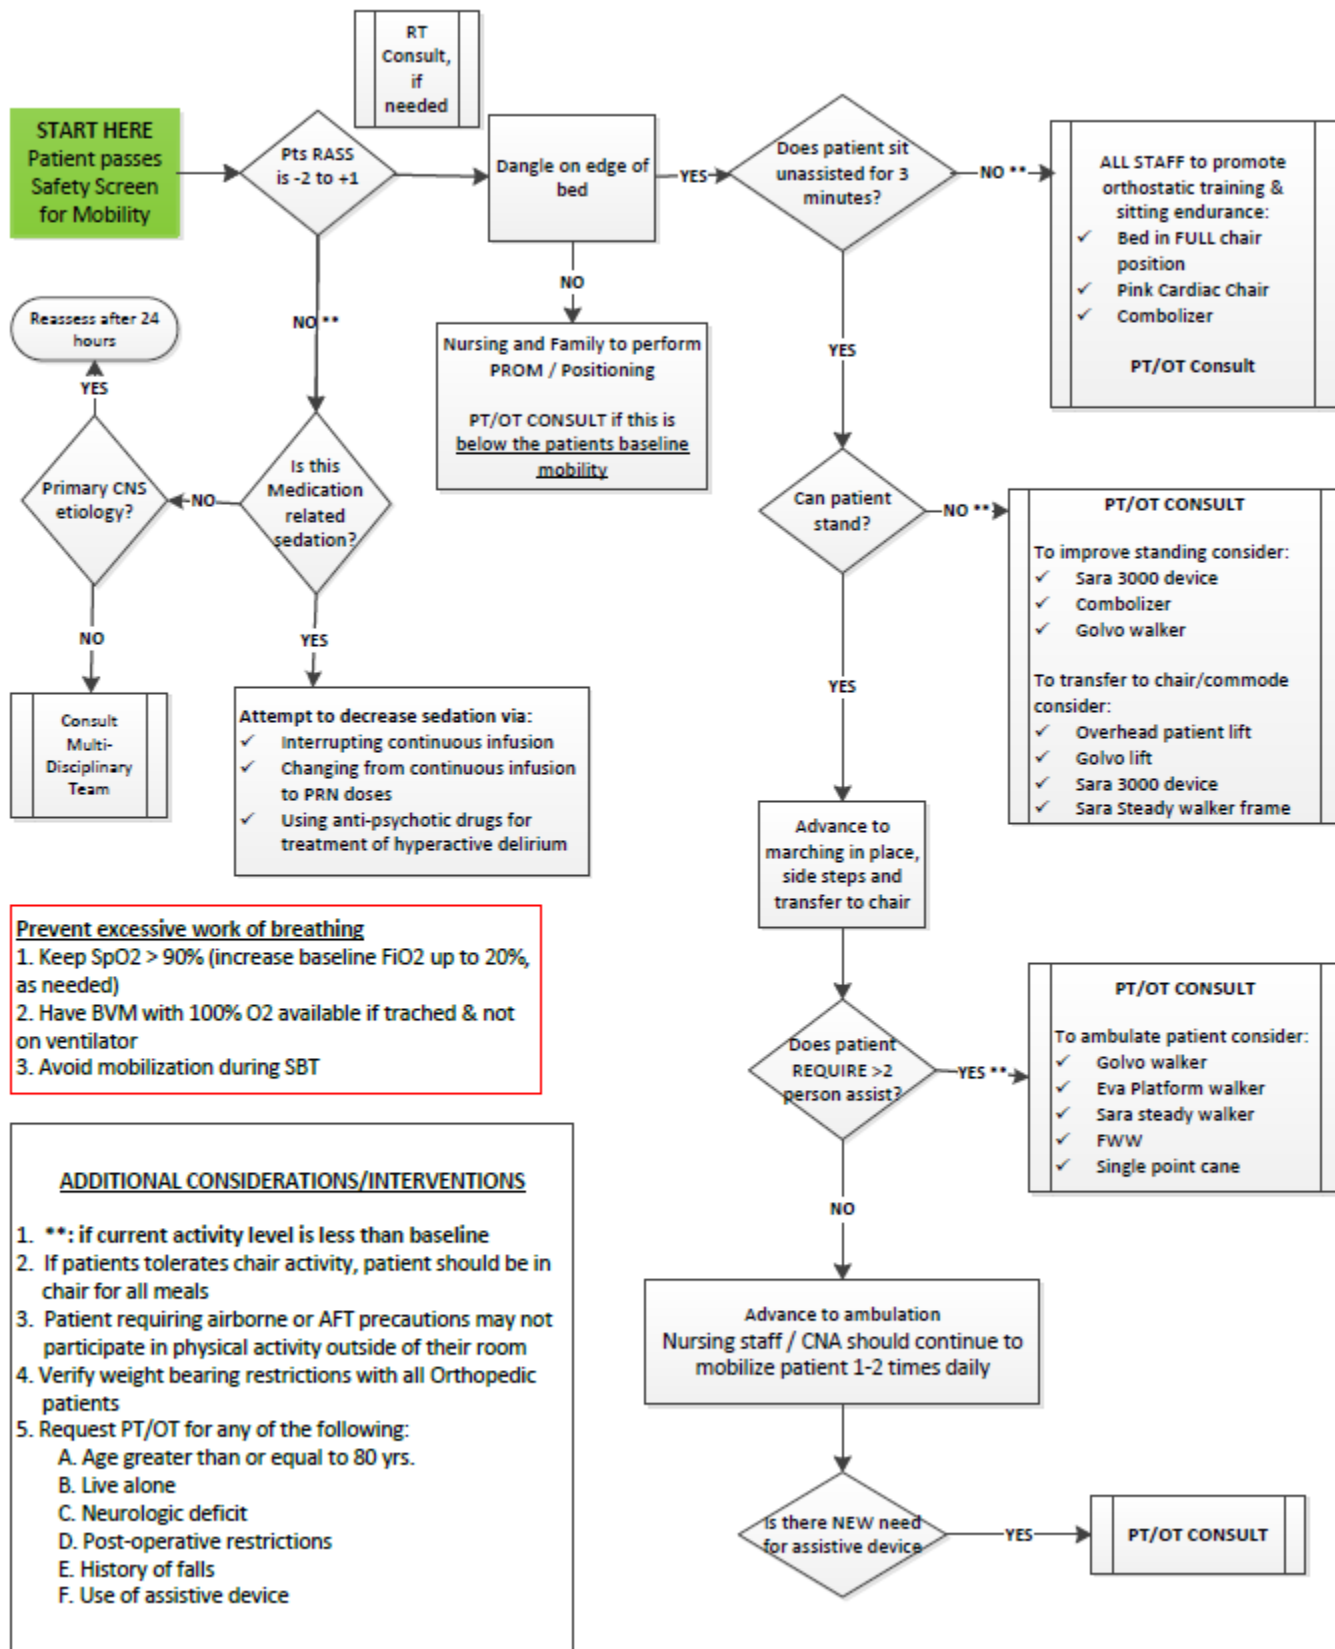 RT
Consult,
if
needed
START HERE
Patient passes
Safety Screen
for Mobility
Pts RASS
is -2 to +1
Dangle on edge of
bed
YES
Does patient sit
unassisted for 3
minutes?
NO **
ALL STAFF to promote
orthostatic training &
sitting endurance:
✓ Bed in FULL chair
position
✓ Pink Cardiac Chair
✓ Combolizer
PT/OT Consult
NO
Nursing and Family to perform
PROM / Positioning
PT/OT CONSULT if this is
below the patients baseline
mobility
NO **
Reassess after 24
hours
YES
Primary CNS
etiology?
NO
Is this
Medication
related
sedation?
NO
Consult
Multi-
Disciplinary
Team
YES
Attempt to decrease sedation via:
✓ Interrupting continuous infusion
✓ Changing from continuous infusion
to PRN doses
✓ Using anti-psychotic drugs for
treatment of hyperactive delirium
YES
Can patient
stand?
NO **
PT/OT CONSULT
To improve standing consider:
✓ Sara 3000 device
✓ Combolizer
✓ Golvo walker
To transfer to chair/commode
consider:
✓ Overhead patient lift
✓ Golvo lift
✓ Sara 3000 device
✓ Sara Steady walker frame
YES
Advance to
marching in place,
side steps and
transfer to chair
Does patient
REQUIRE >2
person assist?
YES **
PT/OT CONSULT
To ambulate patient consider:
✓ Golvo walker
✓ Eva Platform walker
✓ Sara steady walker
✓ FWW
✓ Single point cane
NO
Advance to ambulation
Nursing staff / CNA should continue to
mobilize patient 1-2 times daily
Is there NEW need
for assistive device
YES
PT/OT CONSULT
Prevent excessive work of breathing
1. Keep SpO2 > 90% (increase baseline FiO2 up to 20%,
as needed)
2. Have BVM with 100% O2 available if trached & not
on ventilator
3. Avoid mobilization during SBT
ADDITIONAL CONSIDERATIONS/INTERVENTIONS
1. **: if current activity level is less than baseline
2. If patients tolerates chair activity, patient should be in
chair for all meals
3. Patient requiring airborne or AFT precautions may not
participate in physical activity outside of their room
4. Verify weight bearing restrictions with all Orthopedic
patients
5. Request PT/OT for any of the following:
A. Age greater than or equal to 80 yrs.
B. Live alone
C. Neurologic deficit
D. Post-operative restrictions
E. History of falls
F. Use of assistive device